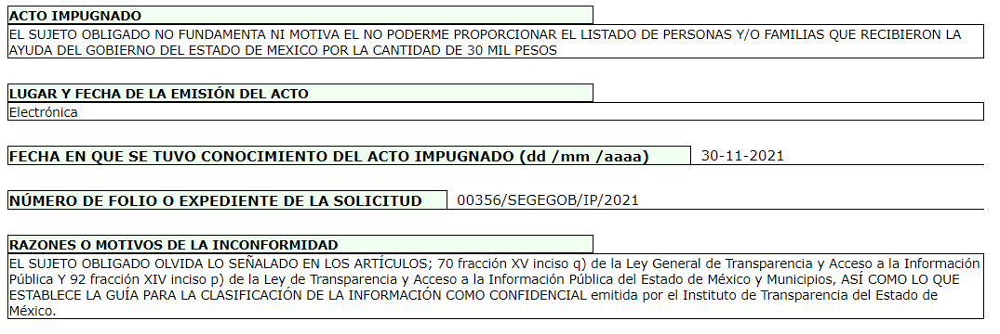 ACTO IMPUGNADO
EL SUJETO OBLIGADO NO FUNDAMENTA NI MOTIVA EL NO PODERME PROPORCIONAR EL LISTADO DE PERSONAS Y/O FAMILIAS QUE RECIBIERON LA
AYUDA DEL GOBIERNO DEL ESTADO DE MEXICO POR LA CANTIDAD DE 30 MIL PESOS
LUGAR Y FECHA DE LA EMISIÓN DEL ACTO
Electrónica
FECHA EN QUE SE TUVO CONOCIMIENTO DEL ACTO IMPUGNADO (dd /mm /aaaa) 30-11-2021
NÚMERO DE FOLIO O EXPEDIENTE DE LA SOLICITUD 00356/SEGEGOB/IP/2021
RAZONES O MOTIVOS DE LA INCONFORMIDAD
EL SUJETO OBLIGADO OLVIDA LO SEÑALADO EN LOS ARTÍCULOS; 70 fracción XV inciso q) de la Ley General de Transparencia y Acceso a la Información
Pública Y 92 fracción XIV inciso p) de la Ley de Transparencia y Acceso a la Información Pública del Estado de México y Municipios, ASÍ COMO LO QUE
ESTABLECE LA GUÍA PARA LA CLASIFICACIÓN DE LA INFORMACIÓN COMO CONFIDENCIAL emitida por el Instituto de Transparencia del Estado de
México.